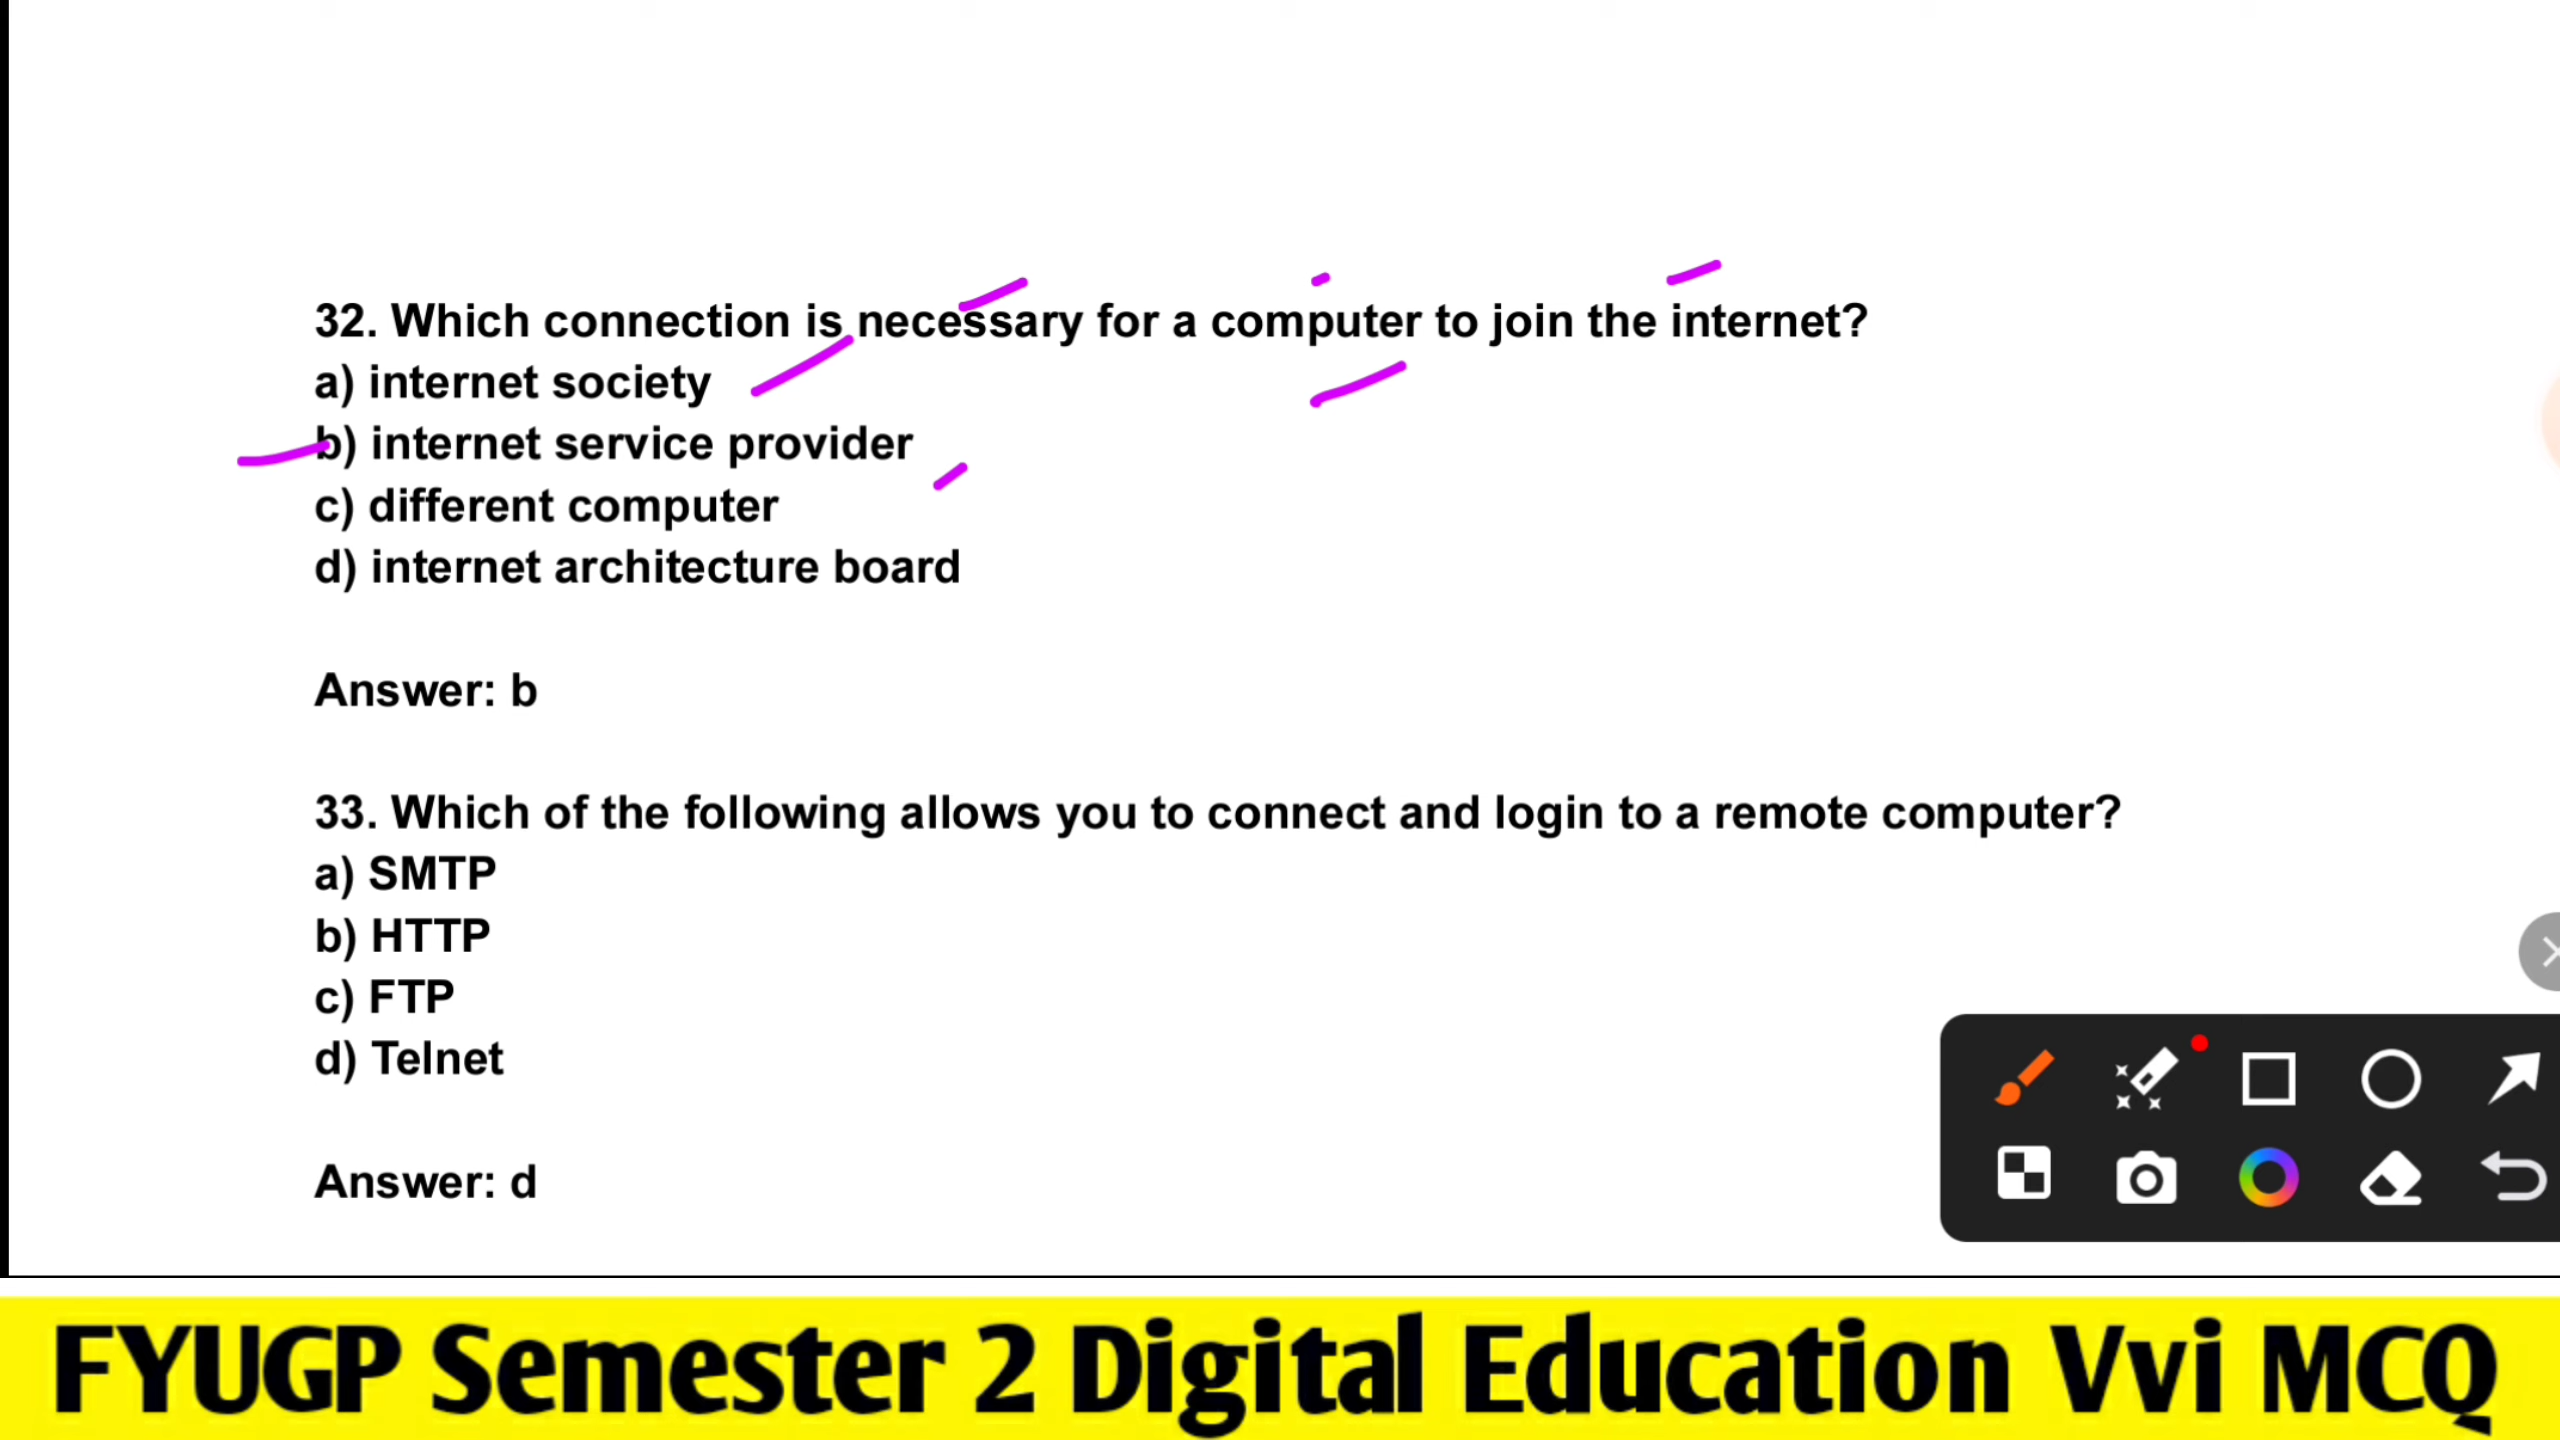 32. Which connection is necessary for a computer to join the internet?
a) internet society
b) internet service provider
c) different computer
d) internet architecture board
Answer: b
33. Which of the following allows you to connect and login to a remote computer?
a) SMTP
b) HTTP
c) FTP
d) Telnet
Answer: d
FYUGP Semester 2 Digital Education Vvi MCQ